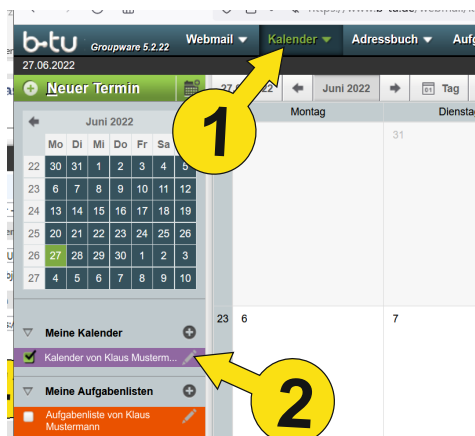 b-tu Groupware 5.2.22 Webmail Kalender Adressbuch
27.06.2022
Neuer Termin
Juni 2022 Tag
1
Juni 2022
Montag
Mo Di Mi Do Fr Sa
31
22 30 31 1 2 3 4 5
23 6 7 8 9 10 11 12
24 13 14 15 16 17 18 19
25 20 21 22 23 24 25 26
26 27 28 29 30 1 2 3
27 4 5 6 7 8 9 10
23 6 7
Meine Kalender
Kalender von Klaus Musterm...
2
Meine Aufgabenlisten
Aufgabenliste von Klaus
Mustermann